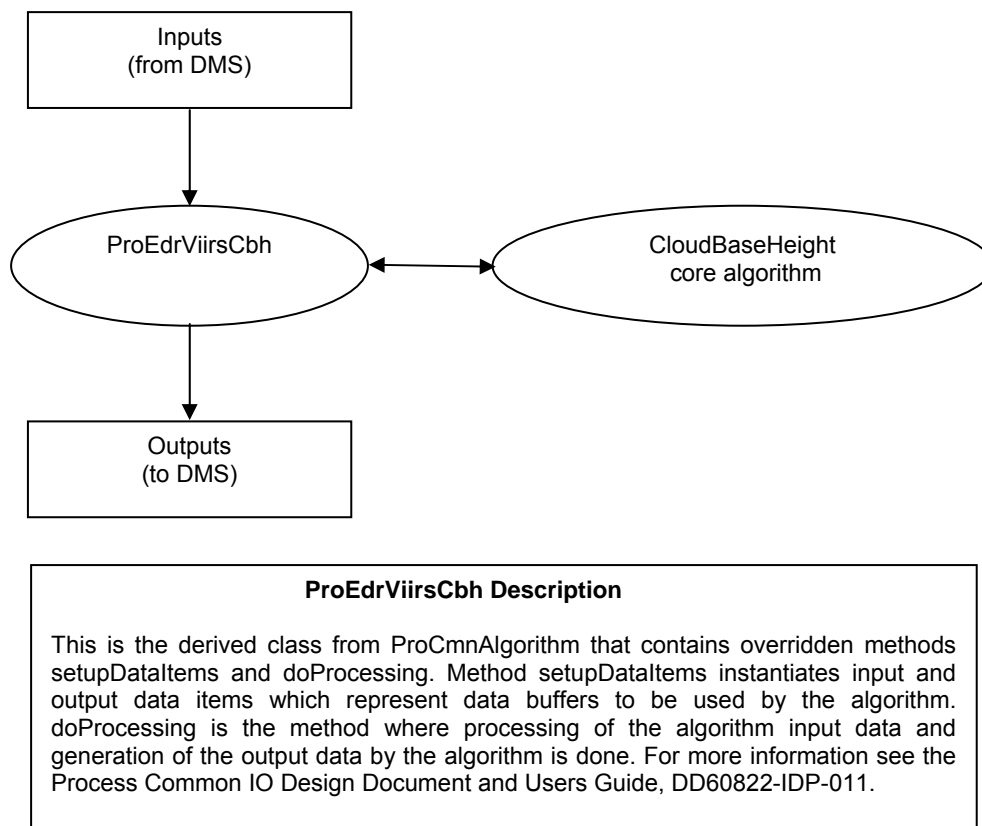 Inputs
(from DMS)
ProEdrViirsCbh
CloudBaseHeight
core algorithm
Outputs
(to DMS)
ProEdrViirsCbh Description
This is the derived class from ProCmnAlgorithm that contains overridden methods
setupDataItems and doProcessing. Method setupDataItems instantiates input and
output data items which represent data buffers to be used by the algorithm.
doProcessing is the method where processing of the algorithm input data and
generation of the output data by the algorithm is done. For more information see the
Process Common IO Design Document and Users Guide, DD60822-IDP-011.